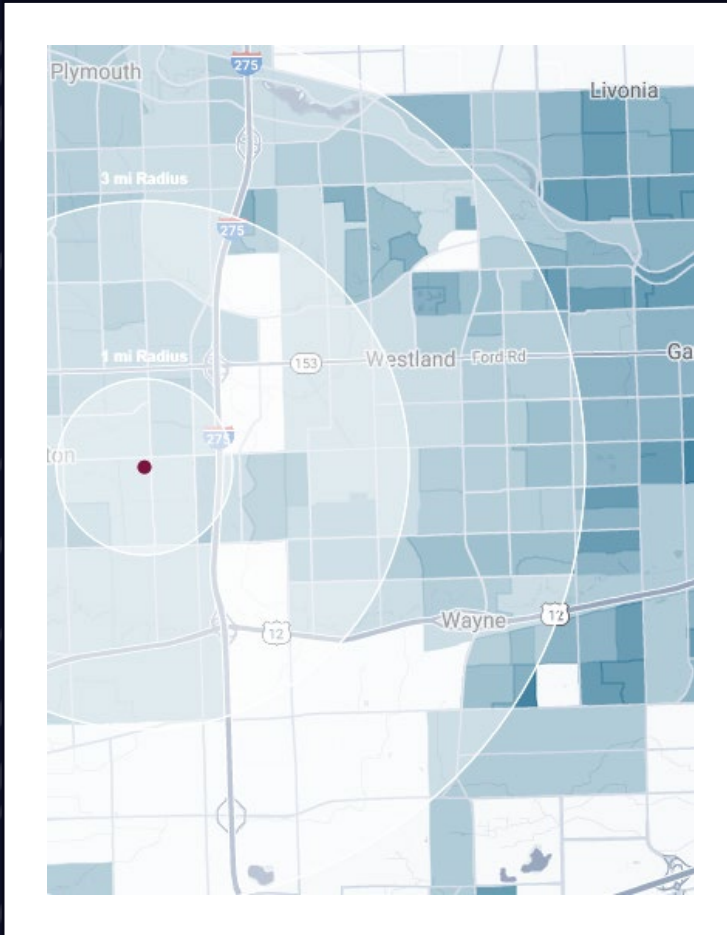 275
Plymouth
Livonia
3 mi Radius
275
1 mi Radius
153
Westland
Ford Rd
Ga
275
ton
12
Wayne
12